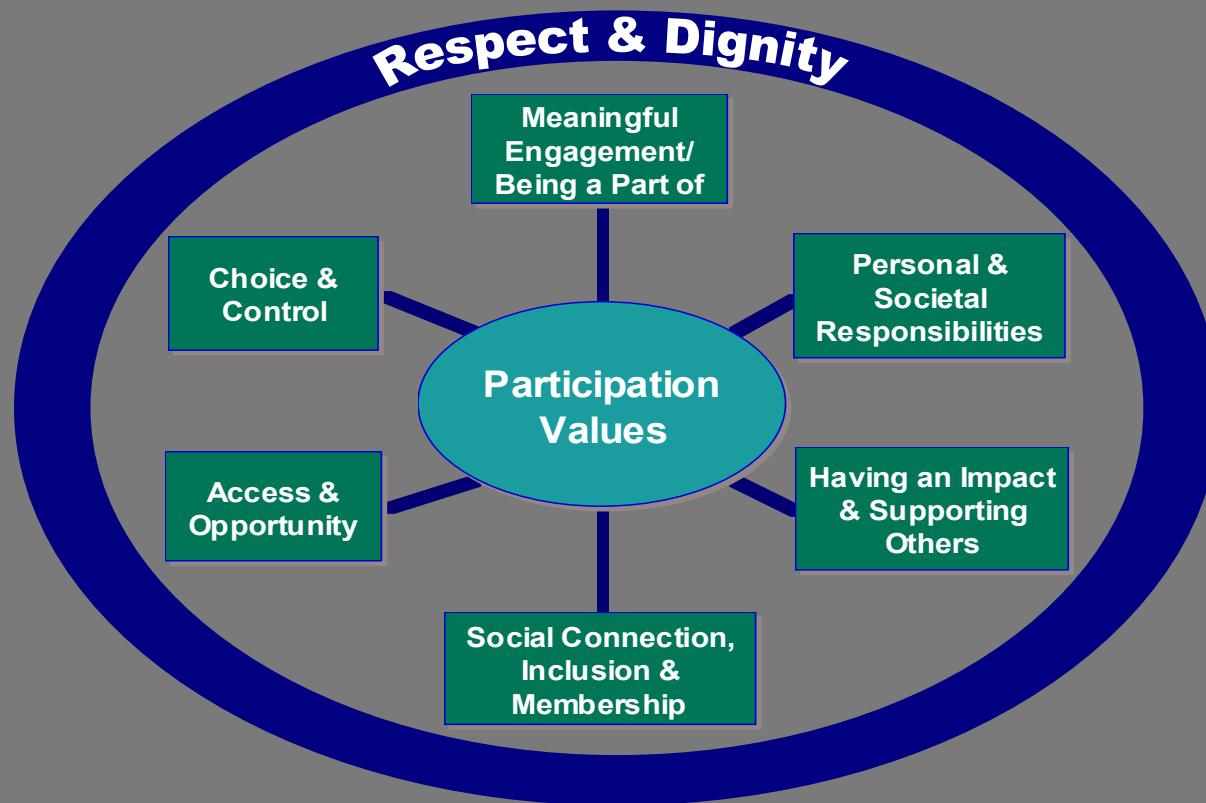 Respect & Dignity
Meaningful
Engagement/
Being a Part of
Choice &
Control
Personal &
Societal
Responsibilities
Participation
Values
Access &
Opportunity
Having an Impact
& Supporting
Others
Social Connection,
Inclusion &
Membership